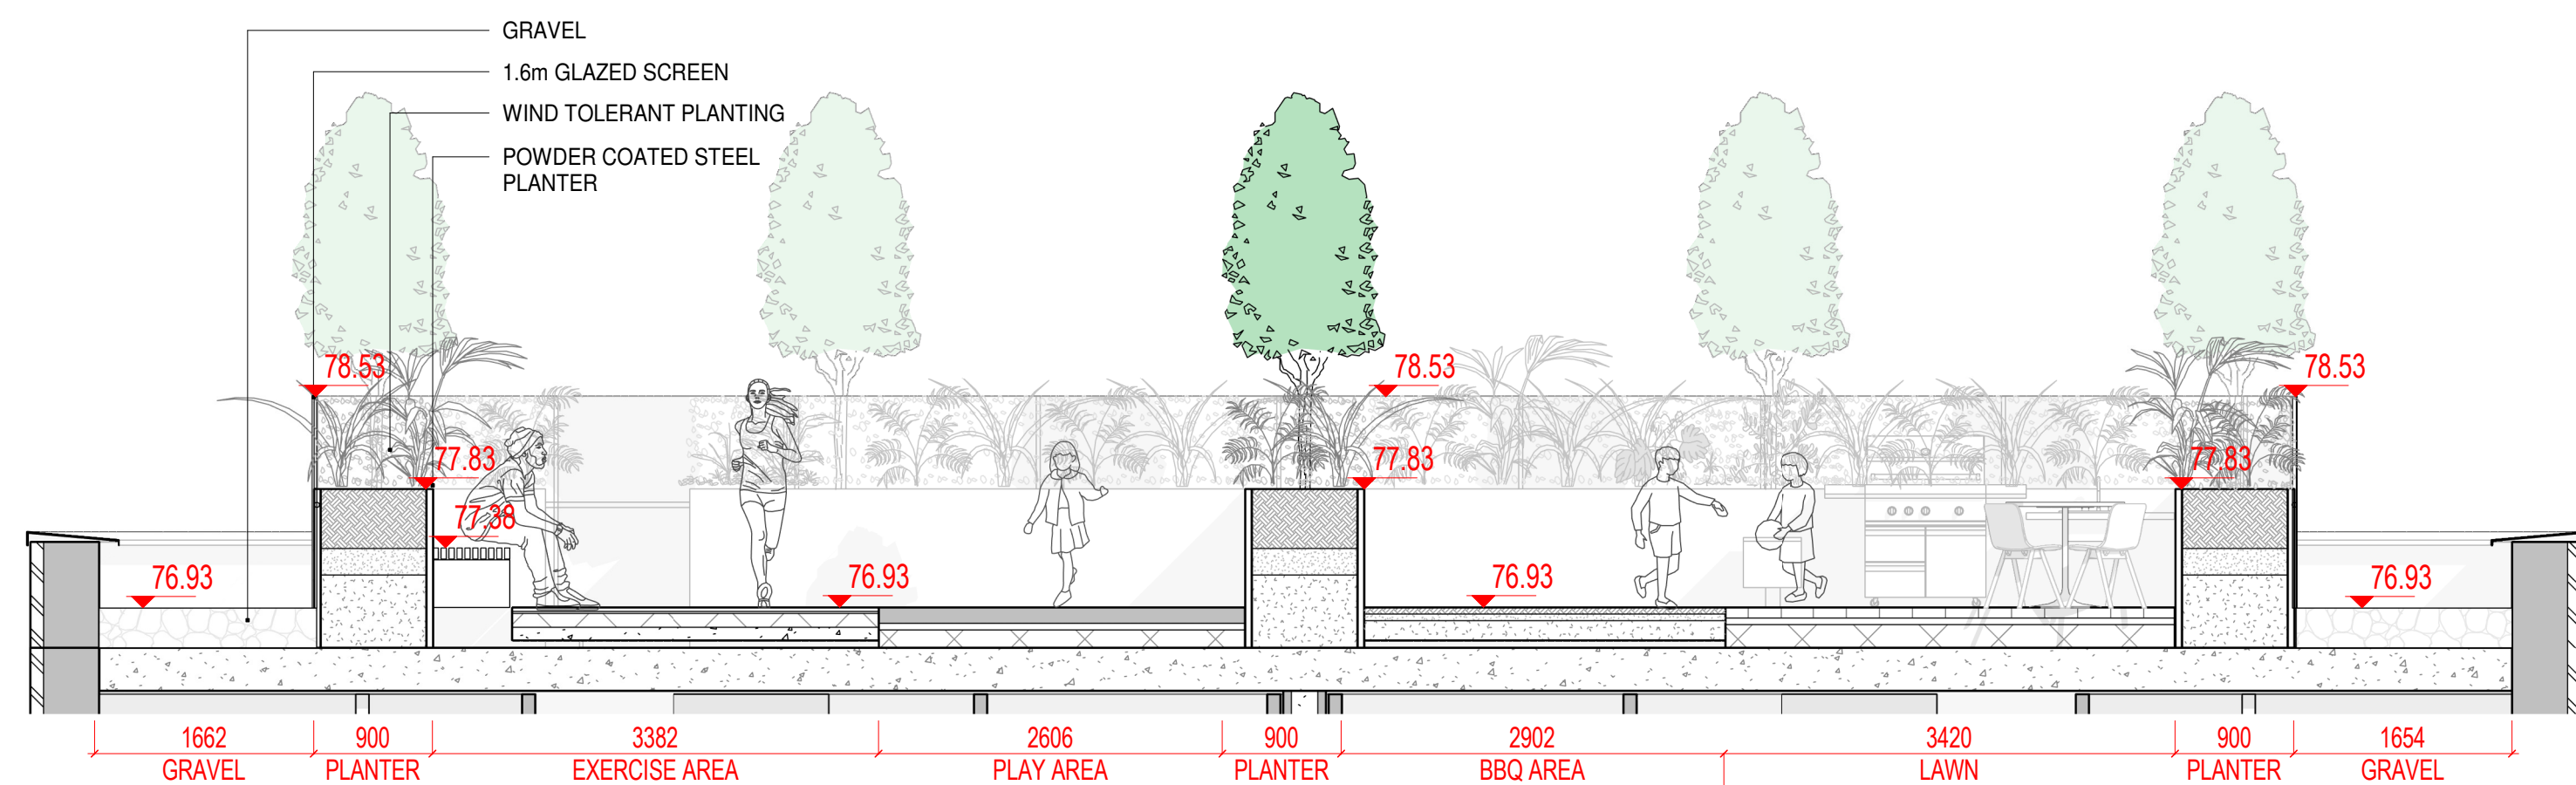 GRAVEL
1.6m GLAZED SCREEN
WIND TOLERANT PLANTING
POWDER COATED STEEL
PLANTER
78.53
78.53
78.53
77.83
77.83
77.83
77.38
76.93
76.93
76.93
76.93
1662
900
3382
2606
900
2902
3420
900
1654
GRAVEL
PLANTER
EXERCISE AREA
PLAY AREA
PLANTER
BBQ AREA
LAWN
PLANTER
GRAVEL